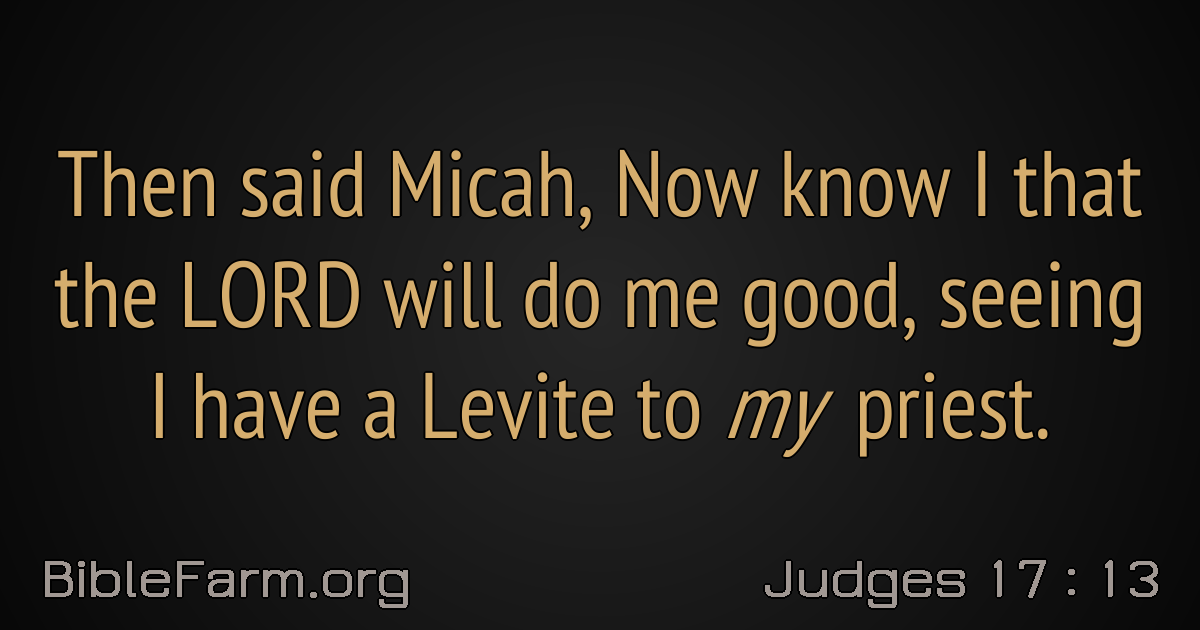 Then said Micah, Now know I that
the LORD will do me good, seeing
I have a Levite to my priest.
BibleFarm.org
Judges 17 : 13